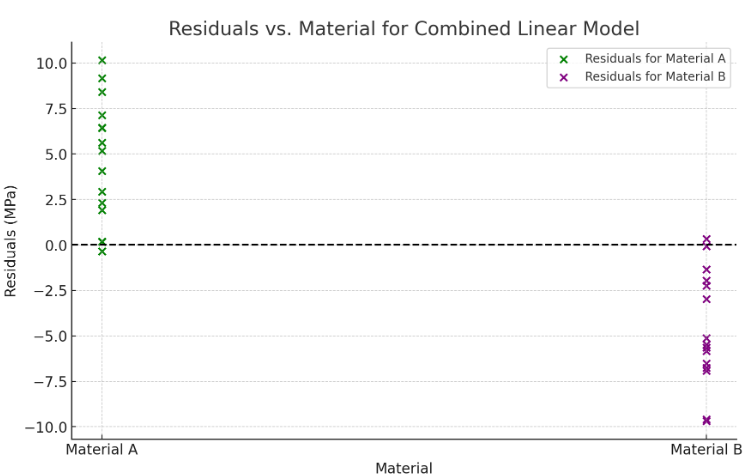 Residuals vs. Material for Combined Linear Model
Residuals for Material A
Residuals for Material B
Residuals (MPa)
10.0
7.5
5.0
2.5
0.0
−2.5
−5.0
−7.5
−10.0
Material A
Material B
Material